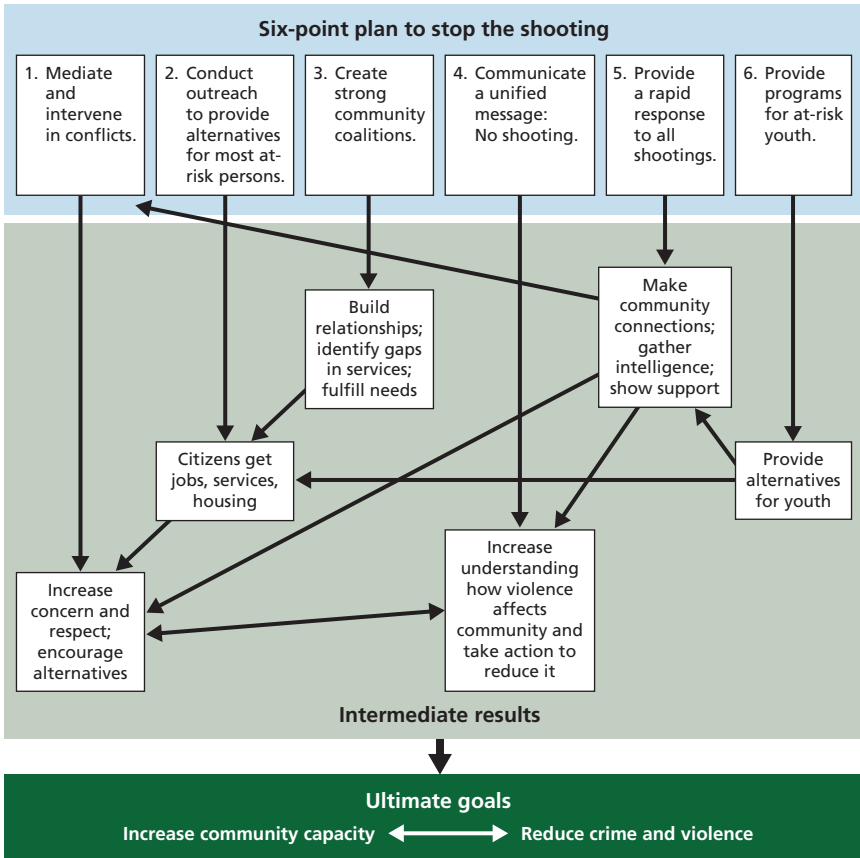 Six-point plan to stop the shooting
1. Mediate
and
intervene
in conflicts.
2. Conduct
outreach
to provide
alternatives
for most at-
risk persons.
3. Create
strong
community
coalitions.
4. Communicate
a unified
message:
No shooting.
5. Provide
a rapid
response
to all
shootings.
6. Provide
programs
for at-risk
youth.
Build
relationships;
identify gaps
in services;
fulfill needs
Make
community
connections;
gather
intelligence;
show support
Citizens get
jobs, services,
housing
Provide
alternatives
for youth
Increase
concern and
respect;
encourage
alternatives
Increase
understanding
how violence
affects
community and
take action to
reduce it
Intermediate results
Ultimate goals
Increase community capacity
Reduce crime and violence